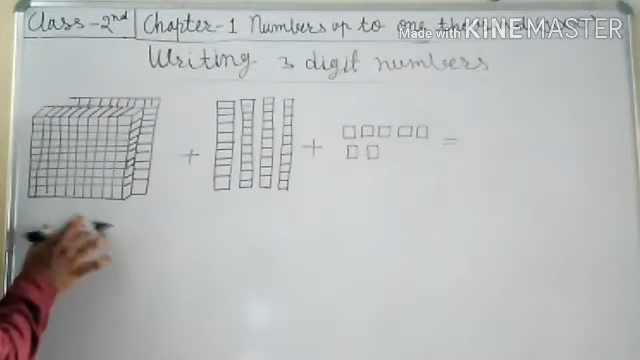 Class-2nd Chapter-1 Numbers up to one
Made with KINEMASTER
Writing 3 digit numbers
+ + =